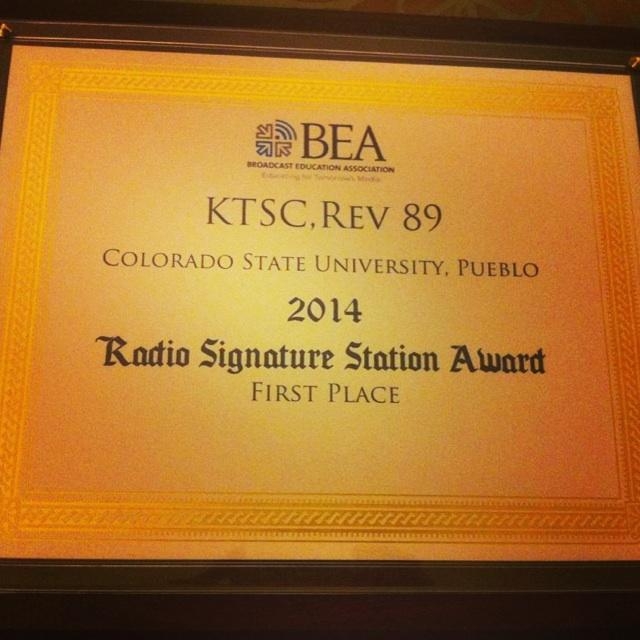 BEA
BROADCAST EDUCATION ASSOCIATION
Educating for Tomorrow's Media
KTSC, REV 89
COLORADO STATE UNIVERSITY, PUEBLO
2014
Radio Signature Station Award
FIRST PLACE